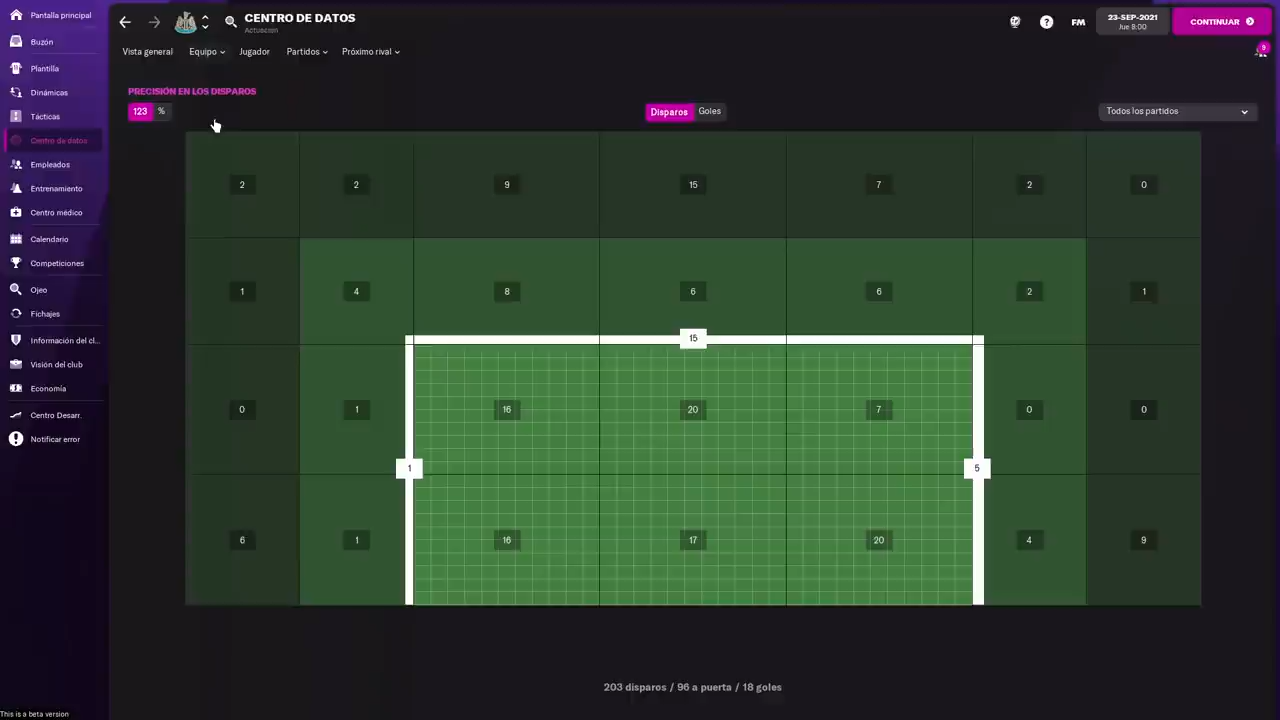 Pantalla principal
CENTRO DE DATOS
Actuación
FM
23-SEP-2021
Jue 8:00
CONTINUAR
Buzón
Vista general
Equipo
Jugador
Partidos
Próximo rival
9
Plantilla
Dinámicas
Tácticas
Centro de datos
Empleados
Entrenamiento
Centro médico
Calendario
Competiciones
Ojeo
Fichajes
Información del cl...
Visión del club
Economía
Centro Desarr.
Notificar error
PRECISIÓN EN LOS DISPAROS
123 %
Disparos Goles
Todos los partidos
2 2 9 15 7 2 0
1 4 8 6 6 2 1
15
0 1 16 20 7 0 0
1 5
6 1 16 17 20 4 9
203 disparos / 96 a puerta / 18 goles
This is a beta version